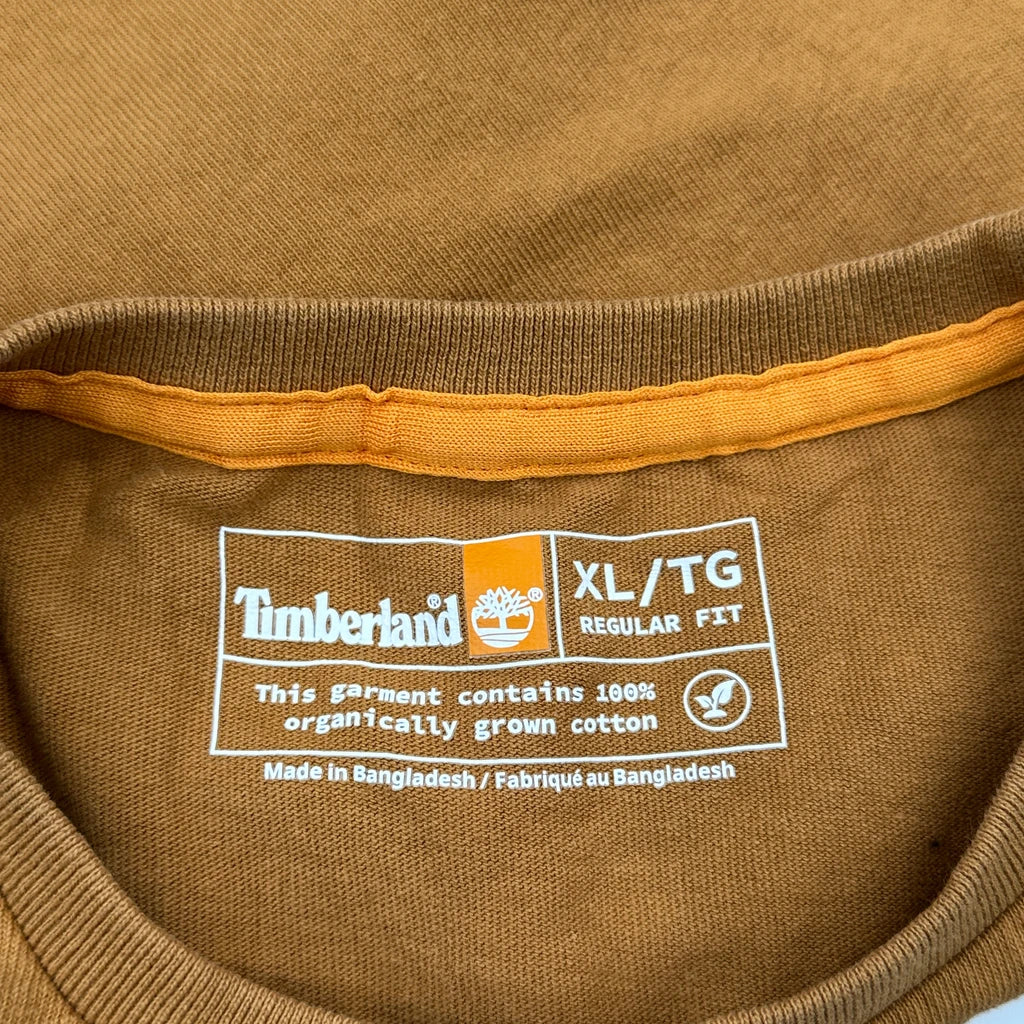 Timberland®
®
XL/TG
REGULAR FIT
This garment contains 100%
organically grown cotton
Made in Bangladesh / Fabriqué au Bangladesh